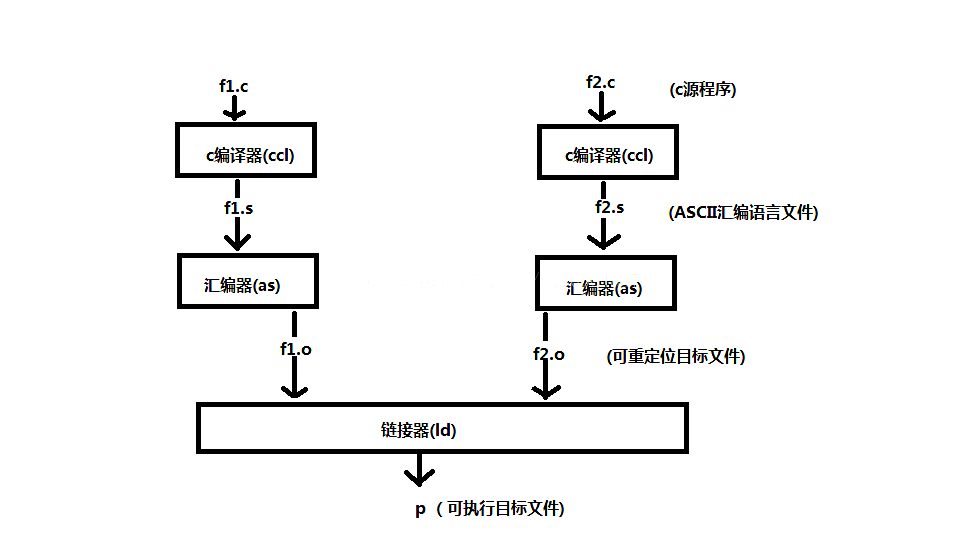 f1.c
f2.c
(c源程序)
c编译器(ccl)
c编译器(ccl)
f1.s
f2.s
(ASCII汇编语言文件)
汇编器(as)
汇编器(as)
f1.o
f2.o
(可重定位目标文件)
链接器(ld)
p （可执行目标文件)